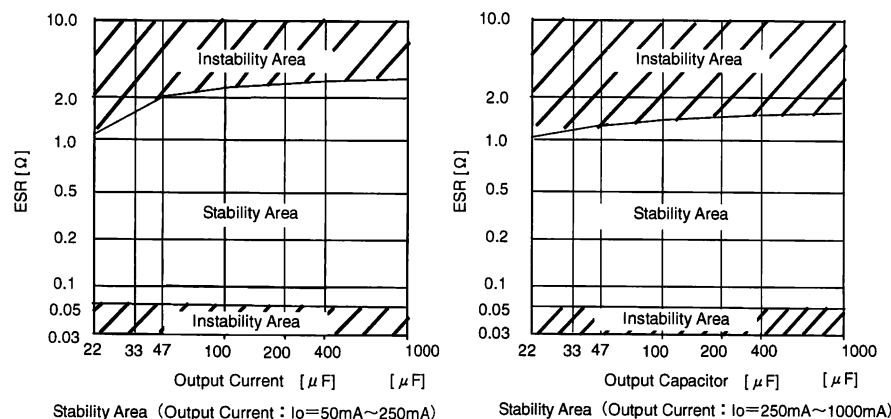 10.0
2.0
1.0
0.5
0.2
0.1
0.05
0.03
ESR [Ω]
Instability Area
Stability Area
Instability Area
22 33 47 100 200 400 1000
Output Current [μF] [μF]
Stability Area (Output Current : Io=50mA~250mA)
10.0
2.0
1.0
0.5
0.2
0.1
0.05
0.03
ESR [Ω]
Instability Area
Stability Area
Instability Area
22 33 47 100 200 400 1000
Output Capacitor [μF] [μF]
Stability Area (Output Current : Io=250mA~1000mA)